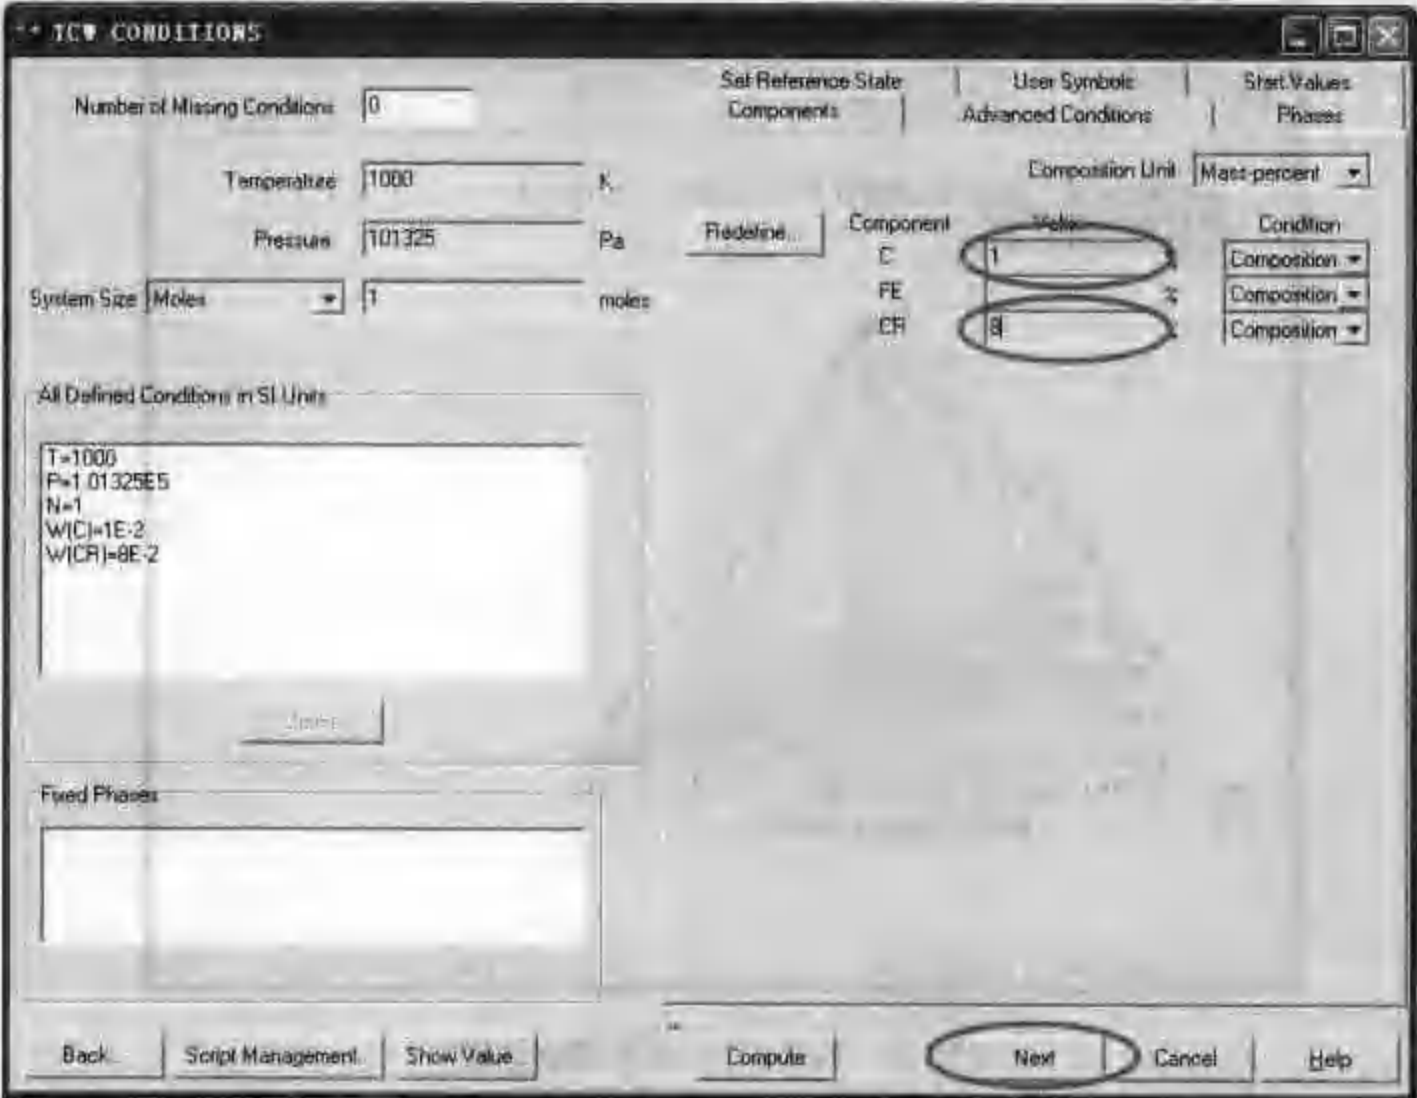 TCW CONDITIONS
Number of Missing Conditions 0
Temperature 1000 K
Pressure 101325 Pa
System Size Moles 1 moles
All Defined Conditions in SI Units
T=1000
P=1.01325E5
N=1
W(C)=1E-2
W(CR)=8E-2
Fixed Phases
Set Reference State User Symbols Start Values
Components Advanced Conditions Phases
Composition Unit Mass-percent
Redefine... Component Value Condition
C 1 Composition
FE % Composition
CR 8 Composition
Back... Script Management.. Show Value... Compute Next Cancel Help